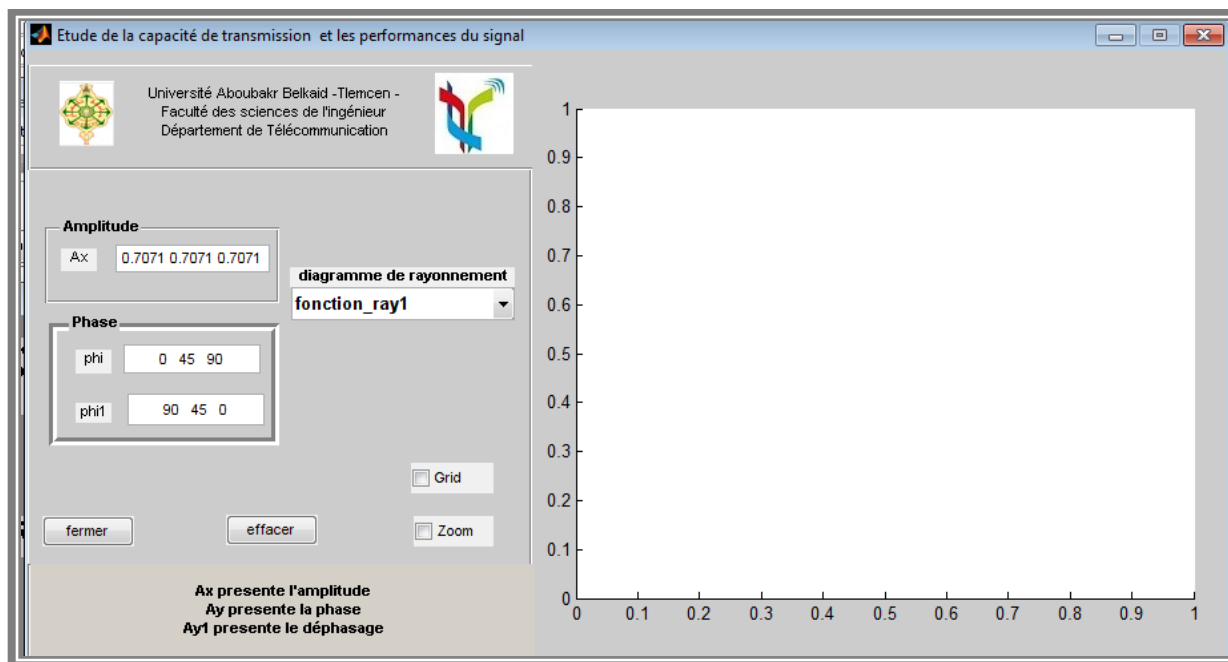 Etude de la capacité de transmission et les performances du signal
Université Aboubakr Belkaid -Tlemcen -
Faculté des sciences de l'ingénieur
Département de Télécommunication
Amplitude
Ax
0.7071 0.7071 0.7071
diagramme de rayonnement
fonction_ray1
Phase
phi
0 45 90
phi1
90 45 0
Grid
fermer
effacer
Zoom
Ax presente l'amplitude
Ay presente la phase
Ay1 presente le déphasage
1
0.9
0.8
0.7
0.6
0.5
0.4
0.3
0.2
0.1
0
0 0.1 0.2 0.3 0.4 0.5 0.6 0.7 0.8 0.9 1